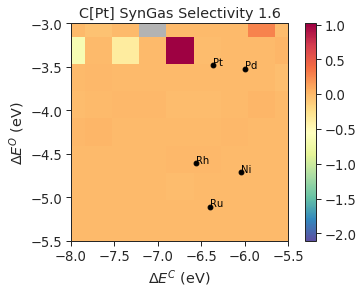 C[Pt] SynGas Selectivity 1.6
−3.0
−3.5
−4.0
−4.5
−5.0
−5.5
ΔE^O (eV)
Pt
Pd
Rh
Ni
Ru
−8.0 −7.5 −7.0 −6.5 −6.0 −5.5
ΔE^C (eV)
1.0
0.5
0.0
−0.5
−1.0
−1.5
−2.0